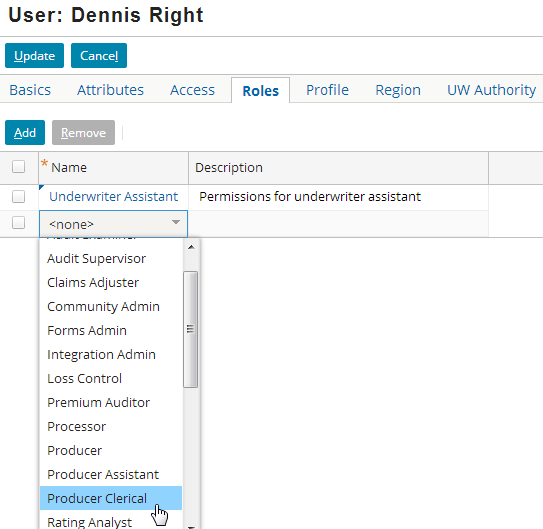 User: Dennis Right
Update Cancel
Basics Attributes Access Roles Profile Region UW Authority
Add Remove
* Name Description
Underwriter Assistant Permissions for underwriter assistant
<none>
Audit Supervisor
Claims Adjuster
Community Admin
Forms Admin
Integration Admin
Loss Control
Premium Auditor
Processor
Producer
Producer Assistant
Producer Clerical
Rating Analyst